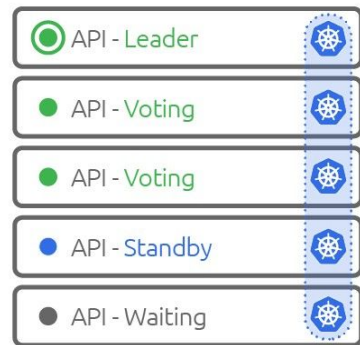 API - Leader
API - Voting
API - Voting
API - Standby
API - Waiting